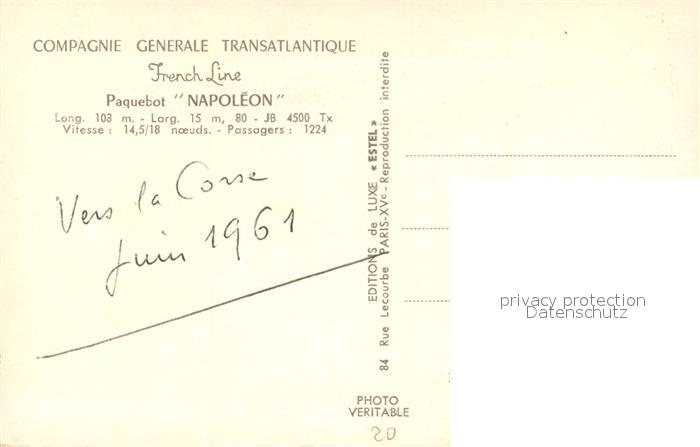 COMPAGNIE GENERALE TRANSATLANTIQUE
French Line
Paquebot "NAPOLÉON"
Long. 103 m. - Larg. 15 m, 80 - JB 4500 Tx
Vitesse : 14,5/18 nœuds. - Passagers : 1224
Vers la Corse
Juin 1961
EDITIONS de LUXE « ESTEL »
84 Rue Lecourbe PARIS-XVe - Reproduction interdite
PHOTO
VERITABLE
20
privacy protection
Datenschutz